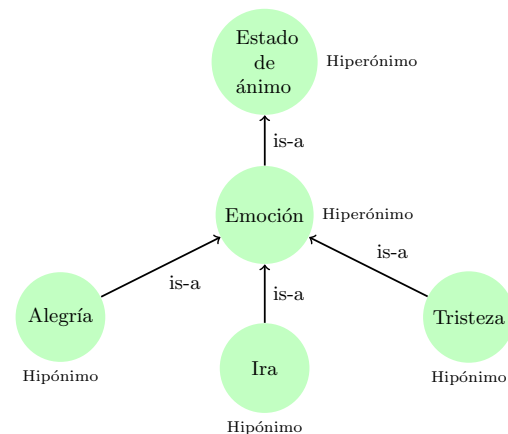 Estado
de
ánimo
Hiperónimo
is-a
Emoción
Hiperónimo
is-a
is-a
is-a
Alegría
Ira
Tristeza
Hipónimo
Hipónimo
Hipónimo